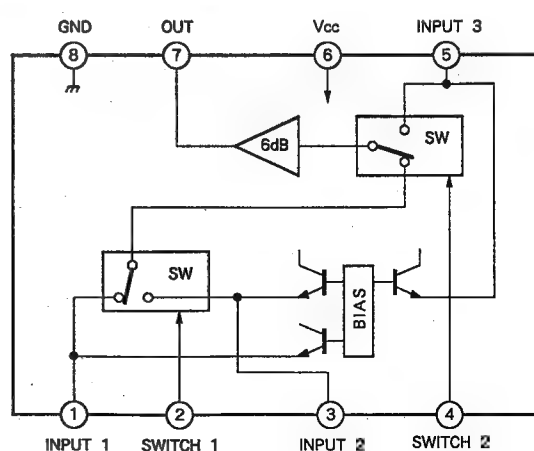 GND OUT Vcc INPUT 3
8 7 6 5
6dB
SW
SW
BIAS
1 2 3 4
INPUT 1 SWITCH 1 INPUT 2 SWITCH 2